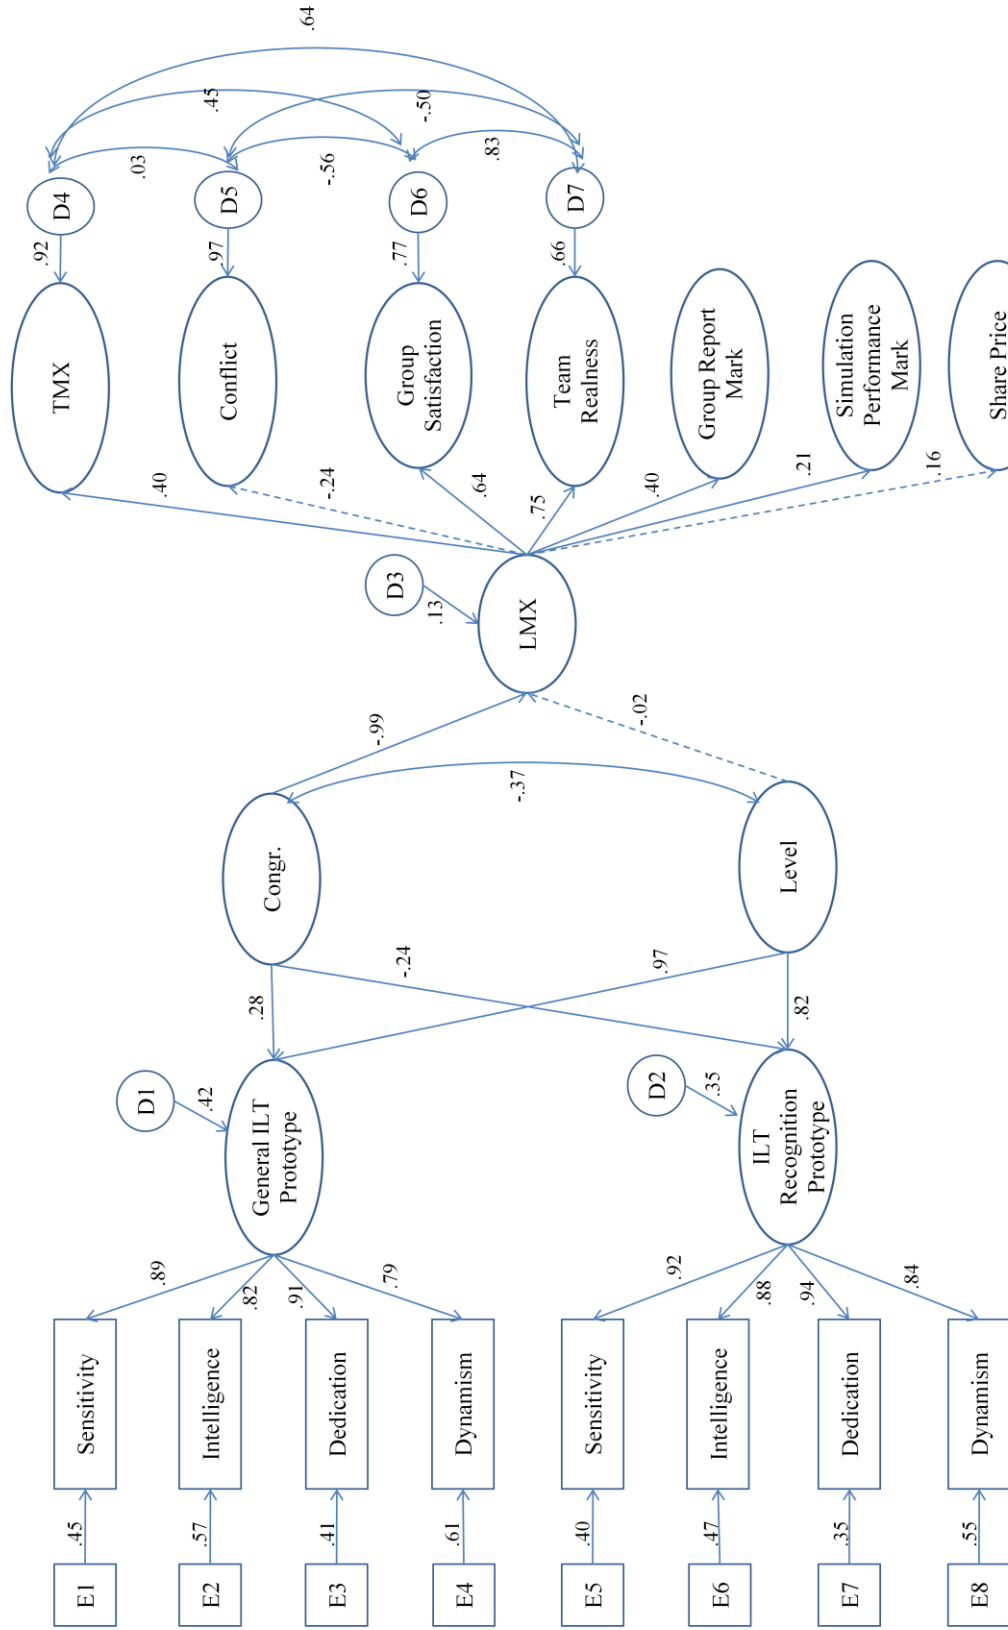 E1
.45
Sensitivity
.89
E2
.57
Intelligence
.82
E3
.41
Dedication
.91
E4
.61
Dynamism
.79
E5
.40
Sensitivity
.92
E6
.47
Intelligence
.88
E7
.35
Dedication
.94
E8
.55
Dynamism
.84
D1
.42
General ILT
Prototype
D2
.35
ILT
Recognition
Prototype
.28
-.24
.97
.82
Congr.
Level
-.37
-.99
-.02
D3
.13
LMX
.40
-.24
.64
.75
.40
.21
.16
TMX
Conflict
Group
Satisfaction
Team
Realness
Group Report
Mark
Simulation
Performance
Mark
Share Price
.92
D4
.97
D5
.77
D6
.66
D7
.03
-.56
.83
.45
-.50
.64